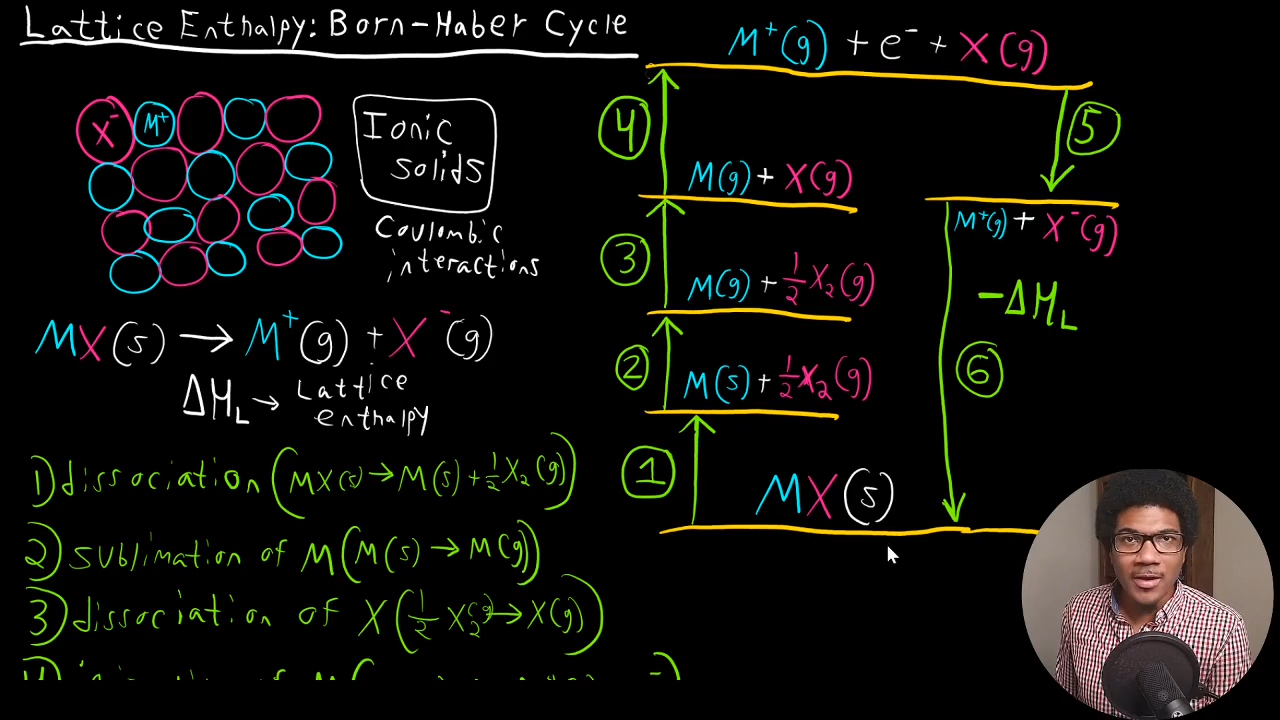 Lattice Enthalpy: Born-Haber Cycle
X⁻ M⁺
Ionic
solids
Coulombic
interactions
MX(s) → M⁺(g) + X⁻(g)
ΔH_L → Lattice
enthalpy
1) dissociation (MX(s) → M(s) + ½X₂(g))
2) sublimation of M (M(s) → M(g))
3) dissociation of X (½X₂(g) → X(g))
M⁺(g) + e⁻ + X(g)
4
5
M(g) + X(g)
M⁺(g) + X⁻(g)
3
M(g) + ½X₂(g)
-ΔH_L
2
M(s) + ½X₂(g)
6
1
MX(s)